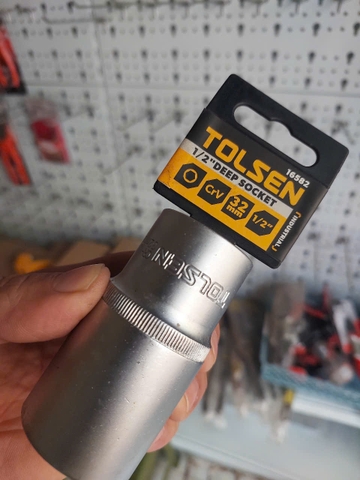 TOLSEN
16582
1/2" DEEP SOCKET
CrV
32
mm
1/2"
INDUSTRIAL
TOLSEN